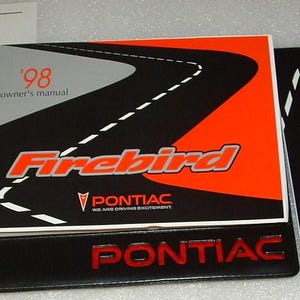 '98
owner's manual
Firebird
PONTIAC
WE ARE DRIVING EXCITEMENT
PONTIAC